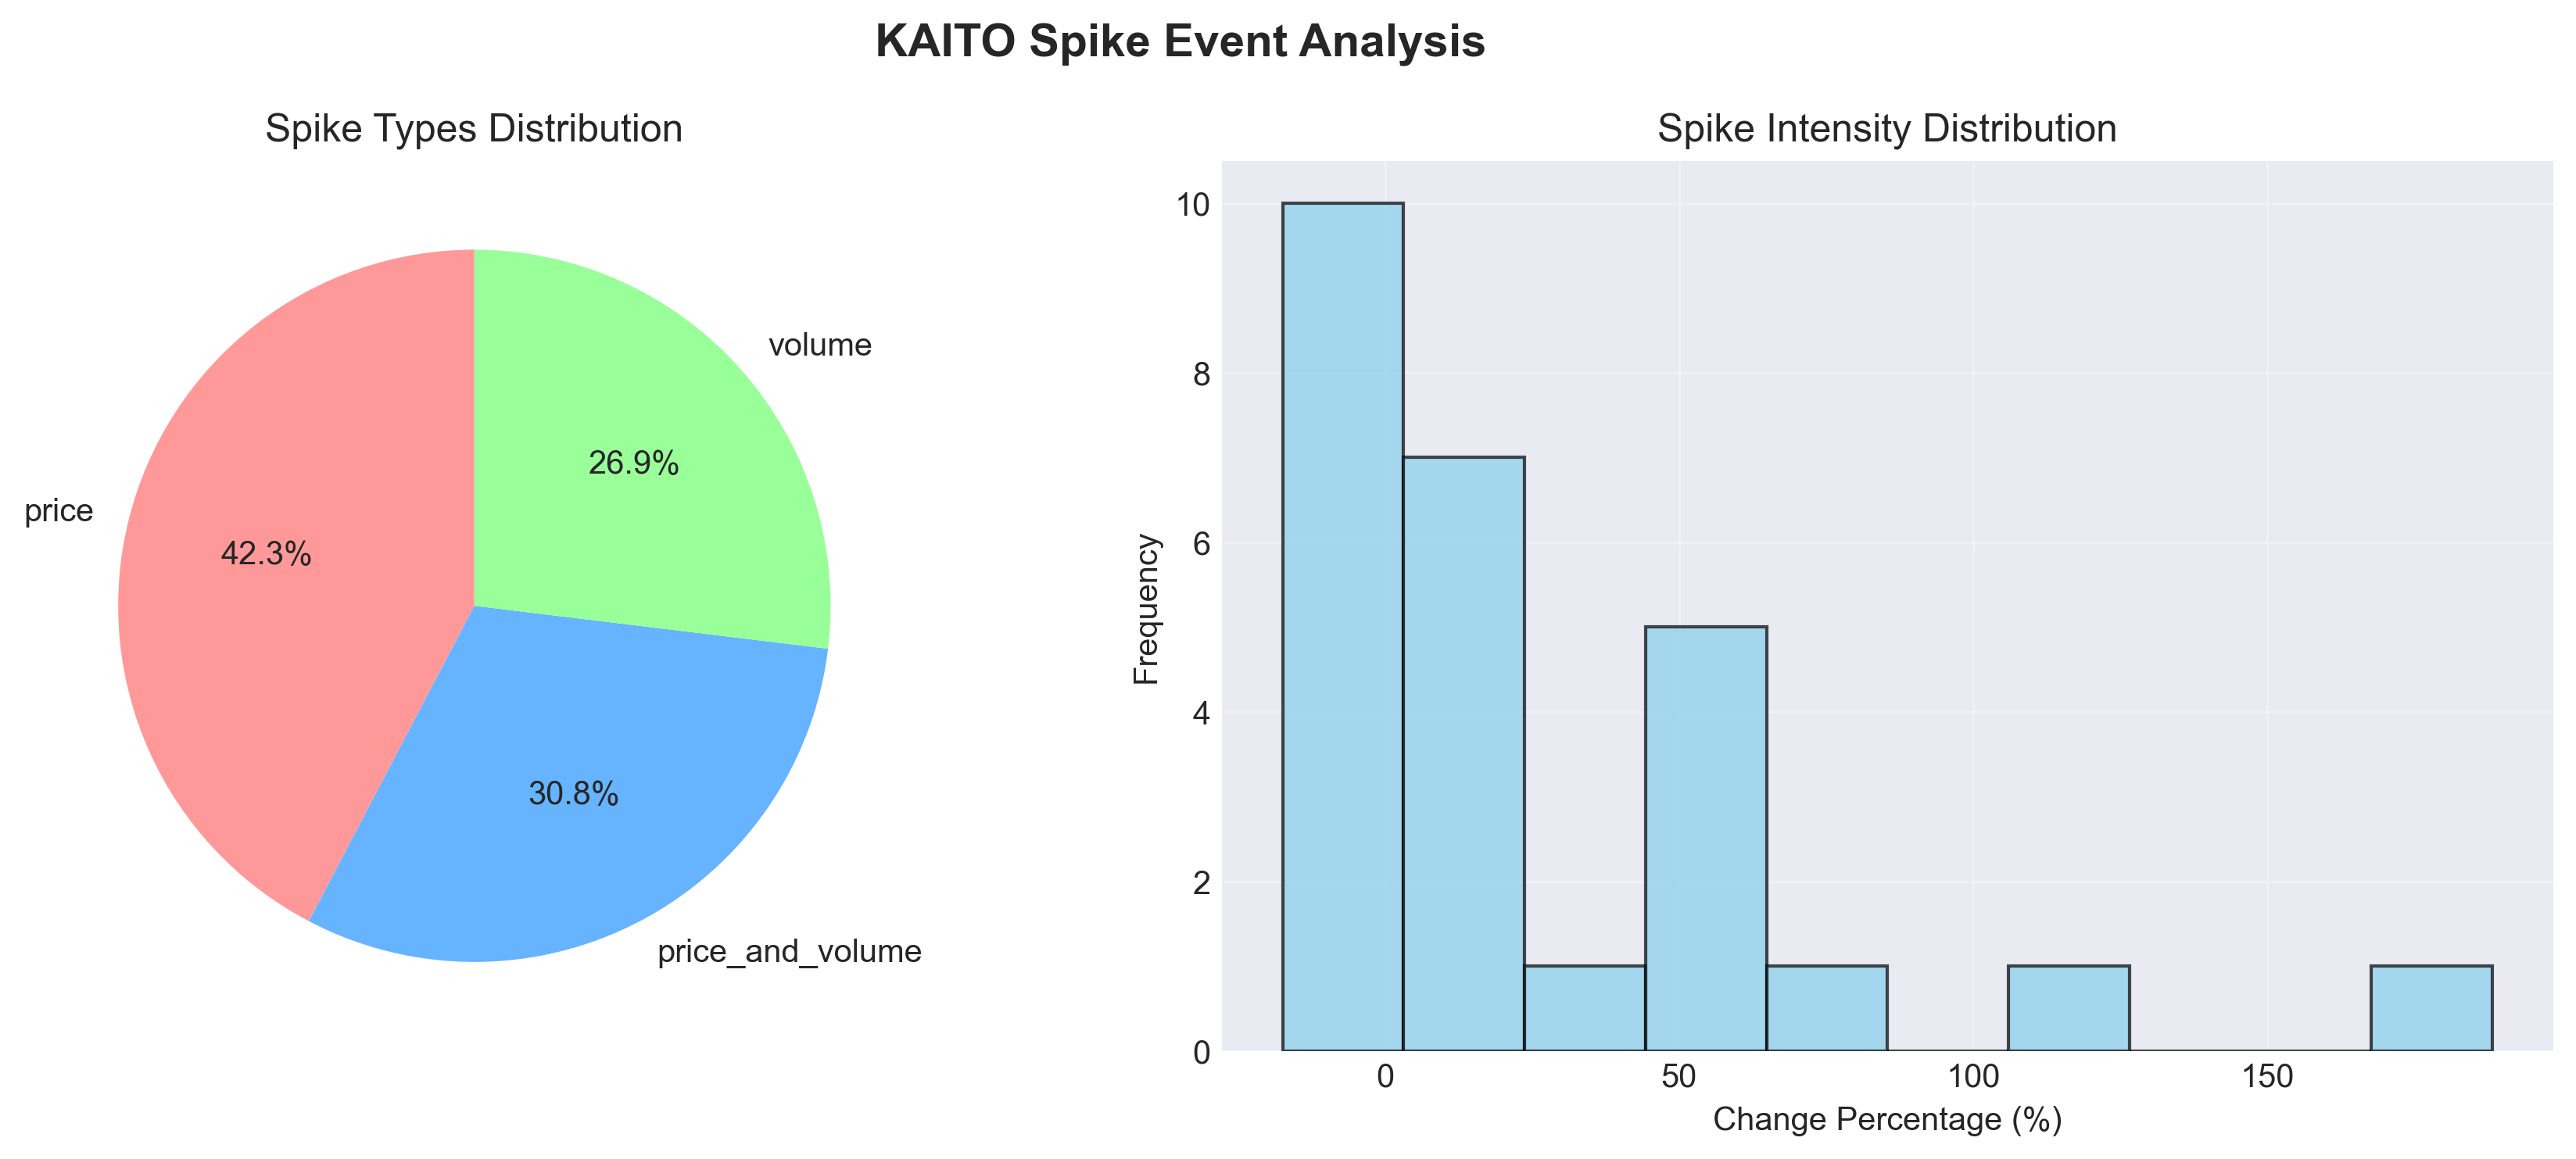 KAITO Spike Event Analysis
Spike Types Distribution
volume
26.9%
price
42.3%
30.8%
price_and_volume
Spike Intensity Distribution
Frequency
10
8
6
4
2
0
0 50 100 150
Change Percentage (%)